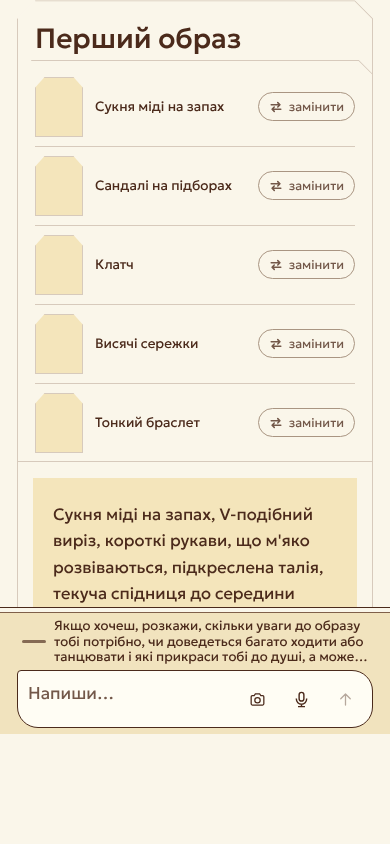 Перший образ
Сукня міді на запах
замінити
Сандалі на підборах
замінити
Клатч
замінити
Висячі сережки
замінити
Тонкий браслет
замінити
Сукня міді на запах, V-подібний
виріз, короткі рукави, що м'яко
розвіваються, підкреслена талія,
текуча спідниця до середини
Якщо хочеш, розкажи, скільки уваги до образу
тобі потрібно, чи доведеться багато ходити або
танцювати і які прикраси тобі до душі, а може...
Напиши...